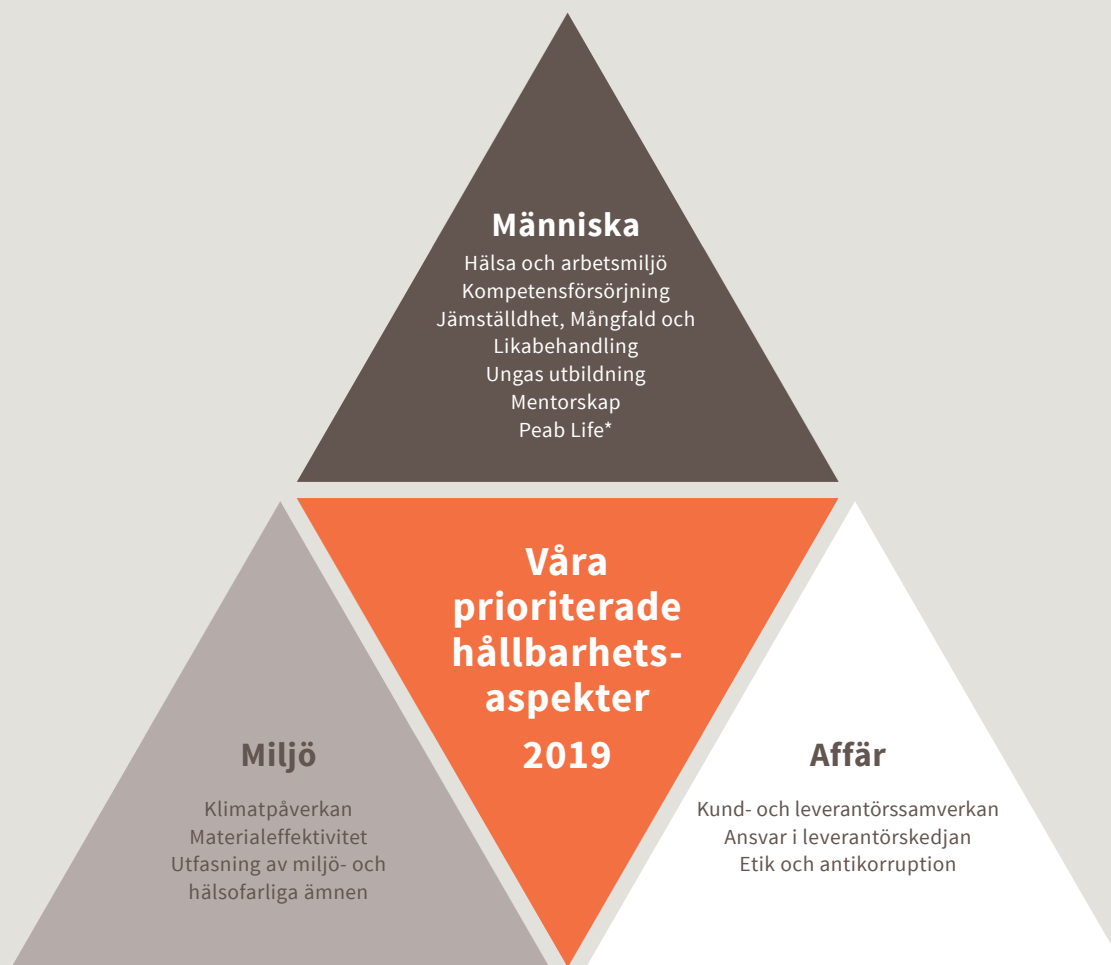 Människa
Hälsa och arbetsmiljö
Kompetensförsörjning
Jämställdhet, Mångfald och
Likabehandling
Ungas utbildning
Mentorskap
Peab Life*
Våra
prioriterade
hållbarhets-
aspekter
2019
Miljö
Klimatpåverkan
Materialeffektivitet
Utfasning av miljö- och
hälsofarliga ämnen
Affär
Kund- och leverantörssamverkan
Ansvar i leverantörskedjan
Etik och antikorruption